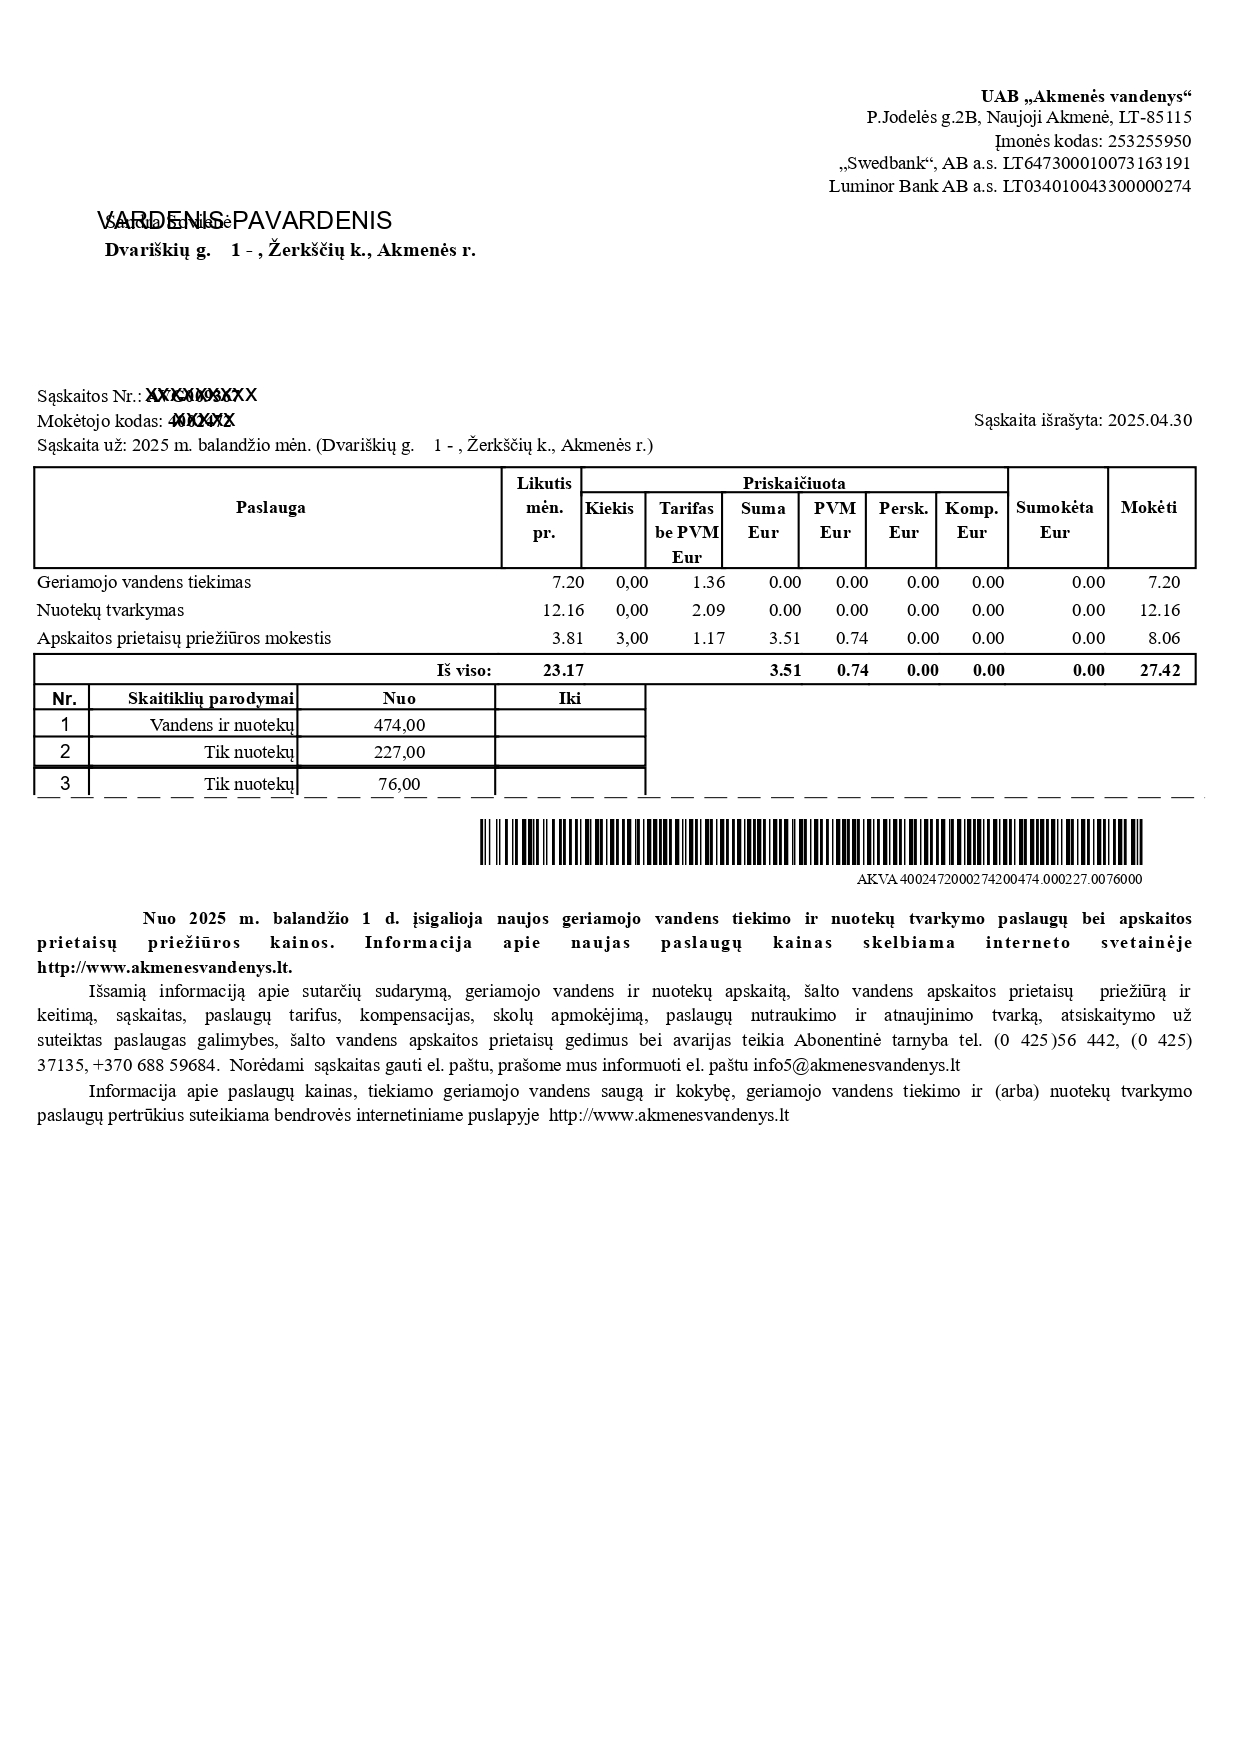 UAB „Akmenės vandenys“
P.Jodelės g.2B, Naujoji Akmenė, LT-85115
Įmonės kodas: 253255950
„Swedbank“, AB a.s. LT647300010073163191
Luminor Bank AB a.s. LT034010043300000274
VARDENIS PAVARDENIS
Dvariškių g. 1 - , Žerkščių k., Akmenės r.
Sąskaitos Nr.: XXXXXXXXX
Mokėtojo kodas: XXXXX
Sąskaita išrašyta: 2025.04.30
Sąskaita už: 2025 m. balandžio mėn. (Dvariškių g. 1 - , Žerkščių k., Akmenės r.)
Likutis Priskaičiuota
Paslauga mėn. Kiekis Tarifas Suma PVM Persk. Komp. Sumokėta Mokėti
pr. be PVM Eur Eur Eur Eur Eur
Eur
Geriamojo vandens tiekimas 7.20 0,00 1.36 0.00 0.00 0.00 0.00 0.00 7.20
Nuotekų tvarkymas 12.16 0,00 2.09 0.00 0.00 0.00 0.00 0.00 12.16
Apskaitos prietaisų priežiūros mokestis 3.81 3,00 1.17 3.51 0.74 0.00 0.00 0.00 8.06
Iš viso: 23.17 3.51 0.74 0.00 0.00 0.00 27.42
Nr. Skaitiklių parodymai Nuo Iki
1 Vandens ir nuotekų 474,00
2 Tik nuotekų 227,00
3 Tik nuotekų 76,00
AKVA 4002472000274200474.000227.0076000
Nuo 2025 m. balandžio 1 d. įsigalioja naujos geriamojo vandens tiekimo ir nuotekų tvarkymo paslaugų bei apskaitos
prietaisų priežiūros kainos. Informacija apie naujas paslaugų kainas skelbiama interneto svetainėje
http://www.akmenesvandenys.lt.
Išsamią informaciją apie sutarčių sudarymą, geriamojo vandens ir nuotekų apskaitą, šalto vandens apskaitos prietaisų priežiūrą ir
keitimą, sąskaitas, paslaugų tarifus, kompensacijas, skolų apmokėjimą, paslaugų nutraukimo ir atnaujinimo tvarką, atsiskaitymo už
suteiktas paslaugas galimybes, šalto vandens apskaitos prietaisų gedimus bei avarijas teikia Abonentinė tarnyba tel. (0 425 )56 442, (0 425)
37135, +370 688 59684. Norėdami sąskaitas gauti el. paštu, prašome mus informuoti el. paštu info5@akmenesvandenys.lt
Informacija apie paslaugų kainas, tiekiamo geriamojo vandens saugą ir kokybę, geriamojo vandens tiekimo ir (arba) nuotekų tvarkymo
paslaugų pertrūkius suteikiama bendrovės internetiniame puslapyje http://www.akmenesvandenys.lt